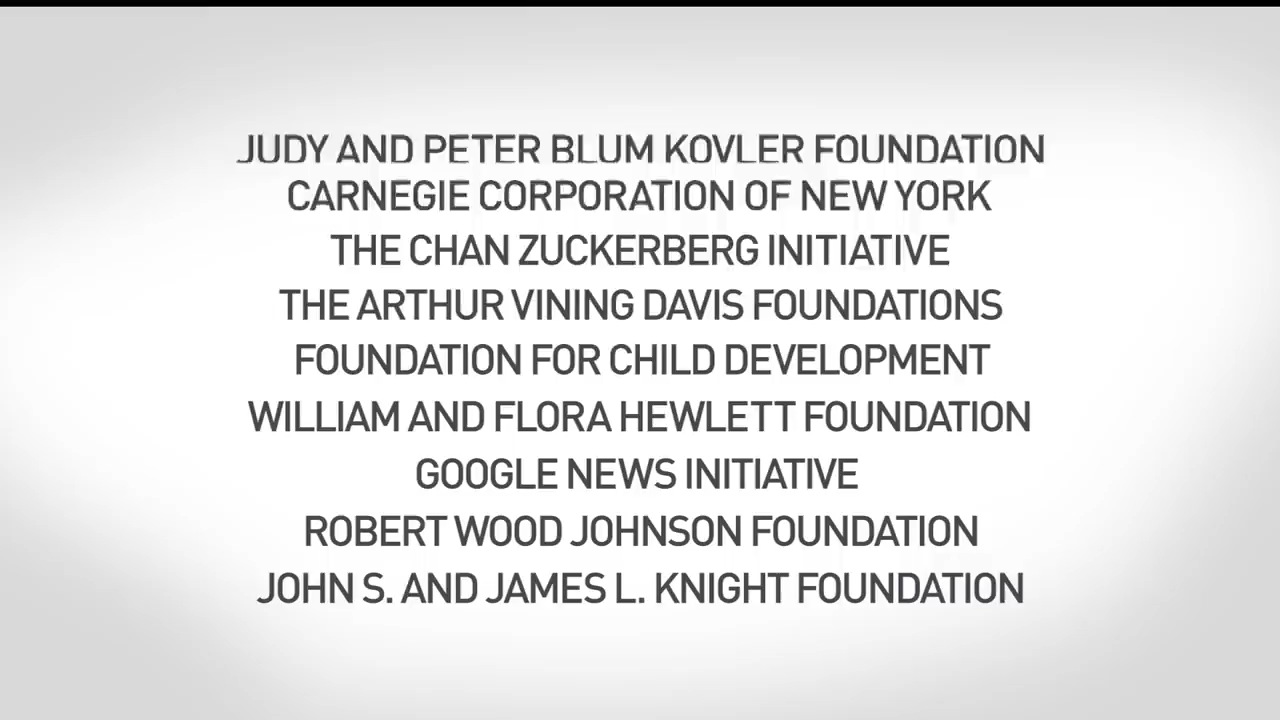 JUDY AND PETER BLUM KOVLER FOUNDATION
CARNEGIE CORPORATION OF NEW YORK
THE CHAN ZUCKERBERG INITIATIVE
THE ARTHUR VINING DAVIS FOUNDATIONS
FOUNDATION FOR CHILD DEVELOPMENT
WILLIAM AND FLORA HEWLETT FOUNDATION
GOOGLE NEWS INITIATIVE
ROBERT WOOD JOHNSON FOUNDATION
JOHN S. AND JAMES L. KNIGHT FOUNDATION